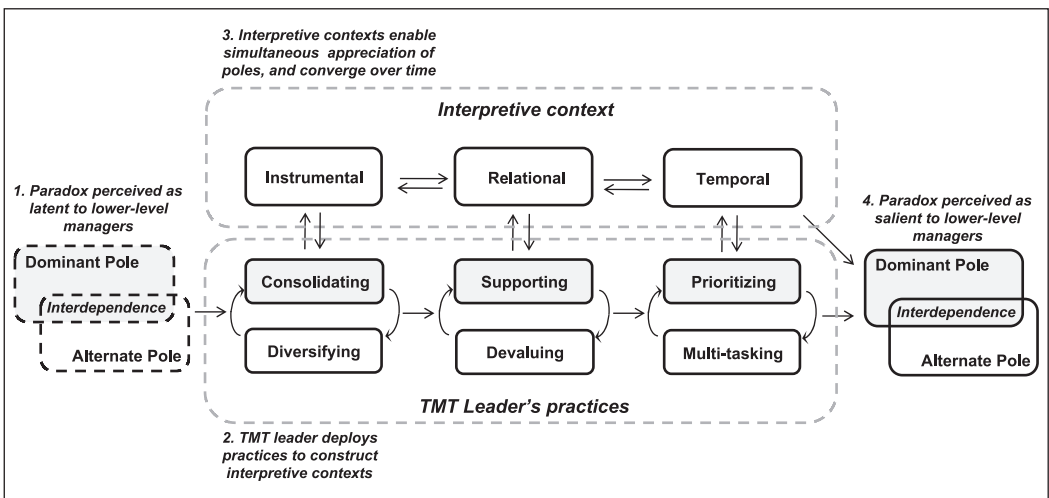 3. Interpretive contexts enable
simultaneous appreciation of
poles, and converge over time
Interpretive context
Instrumental
Relational
Temporal
1. Paradox perceived as
latent to lower-level
managers
Dominant Pole
Interdependence
Alternate Pole
Consolidating
Supporting
Prioritizing
Diversifying
Devaluing
Multi-tasking
TMT Leader's practices
2. TMT leader deploys
practices to construct
interpretive contexts
4. Paradox perceived as
salient to lower-level
managers
Dominant Pole
Interdependence
Alternate Pole